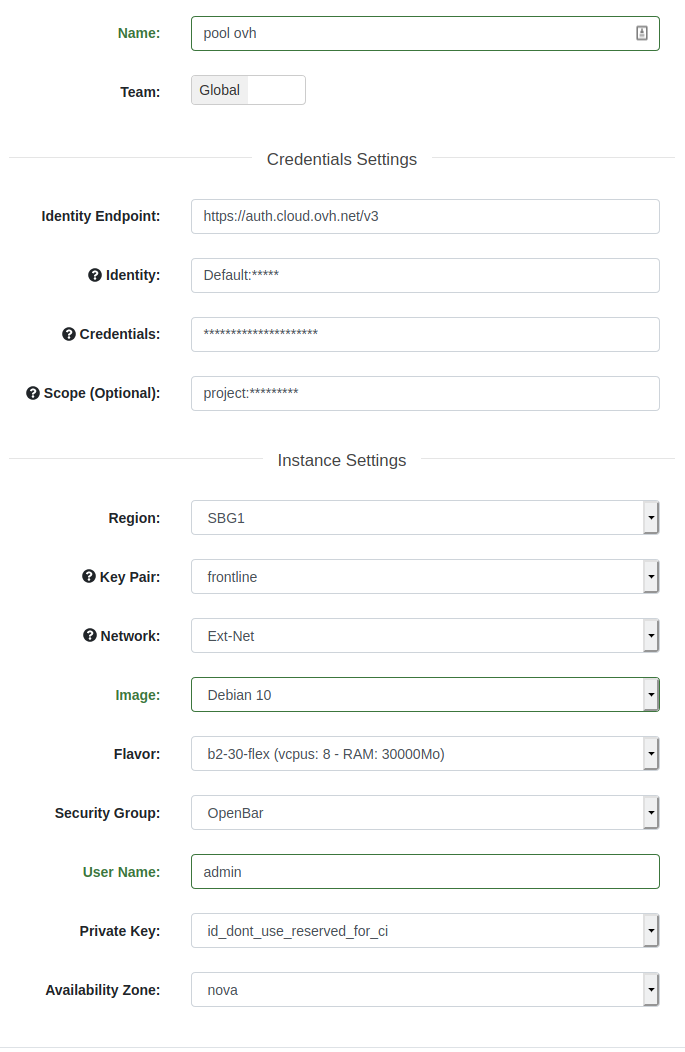 Name: pool ovh
Team: Global
Credentials Settings
Identity Endpoint: https://auth.cloud.ovh.net/v3
? Identity: Default:*****
? Credentials: *********************
? Scope (Optional): project:*********
Instance Settings
Region: SBG1
? Key Pair: frontline
? Network: Ext-Net
Image: Debian 10
Flavor: b2-30-flex (vcpus: 8 - RAM: 30000Mo)
Security Group: OpenBar
User Name: admin
Private Key: id_dont_use_reserved_for_ci
Availability Zone: nova